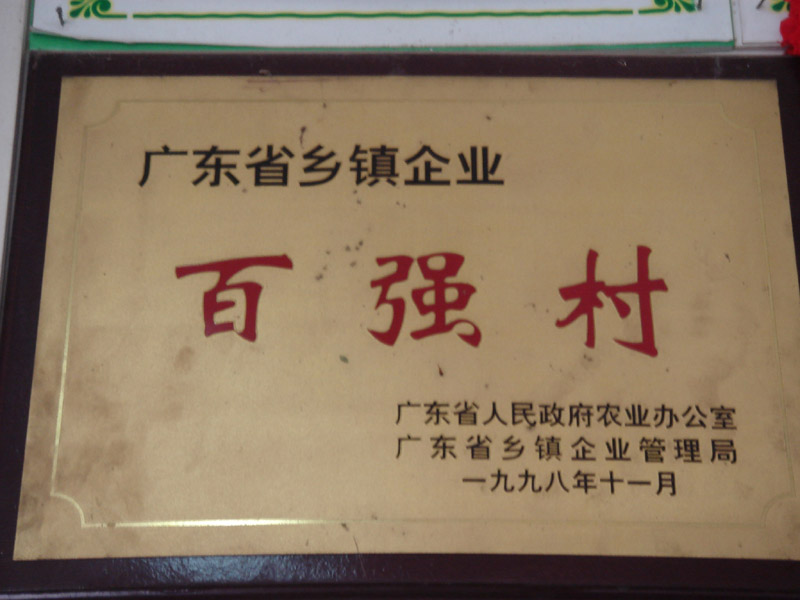 广东省乡镇企业
百强村
广东省人民政府农业办公室
广东省乡镇企业管理局
一九九八年十一月